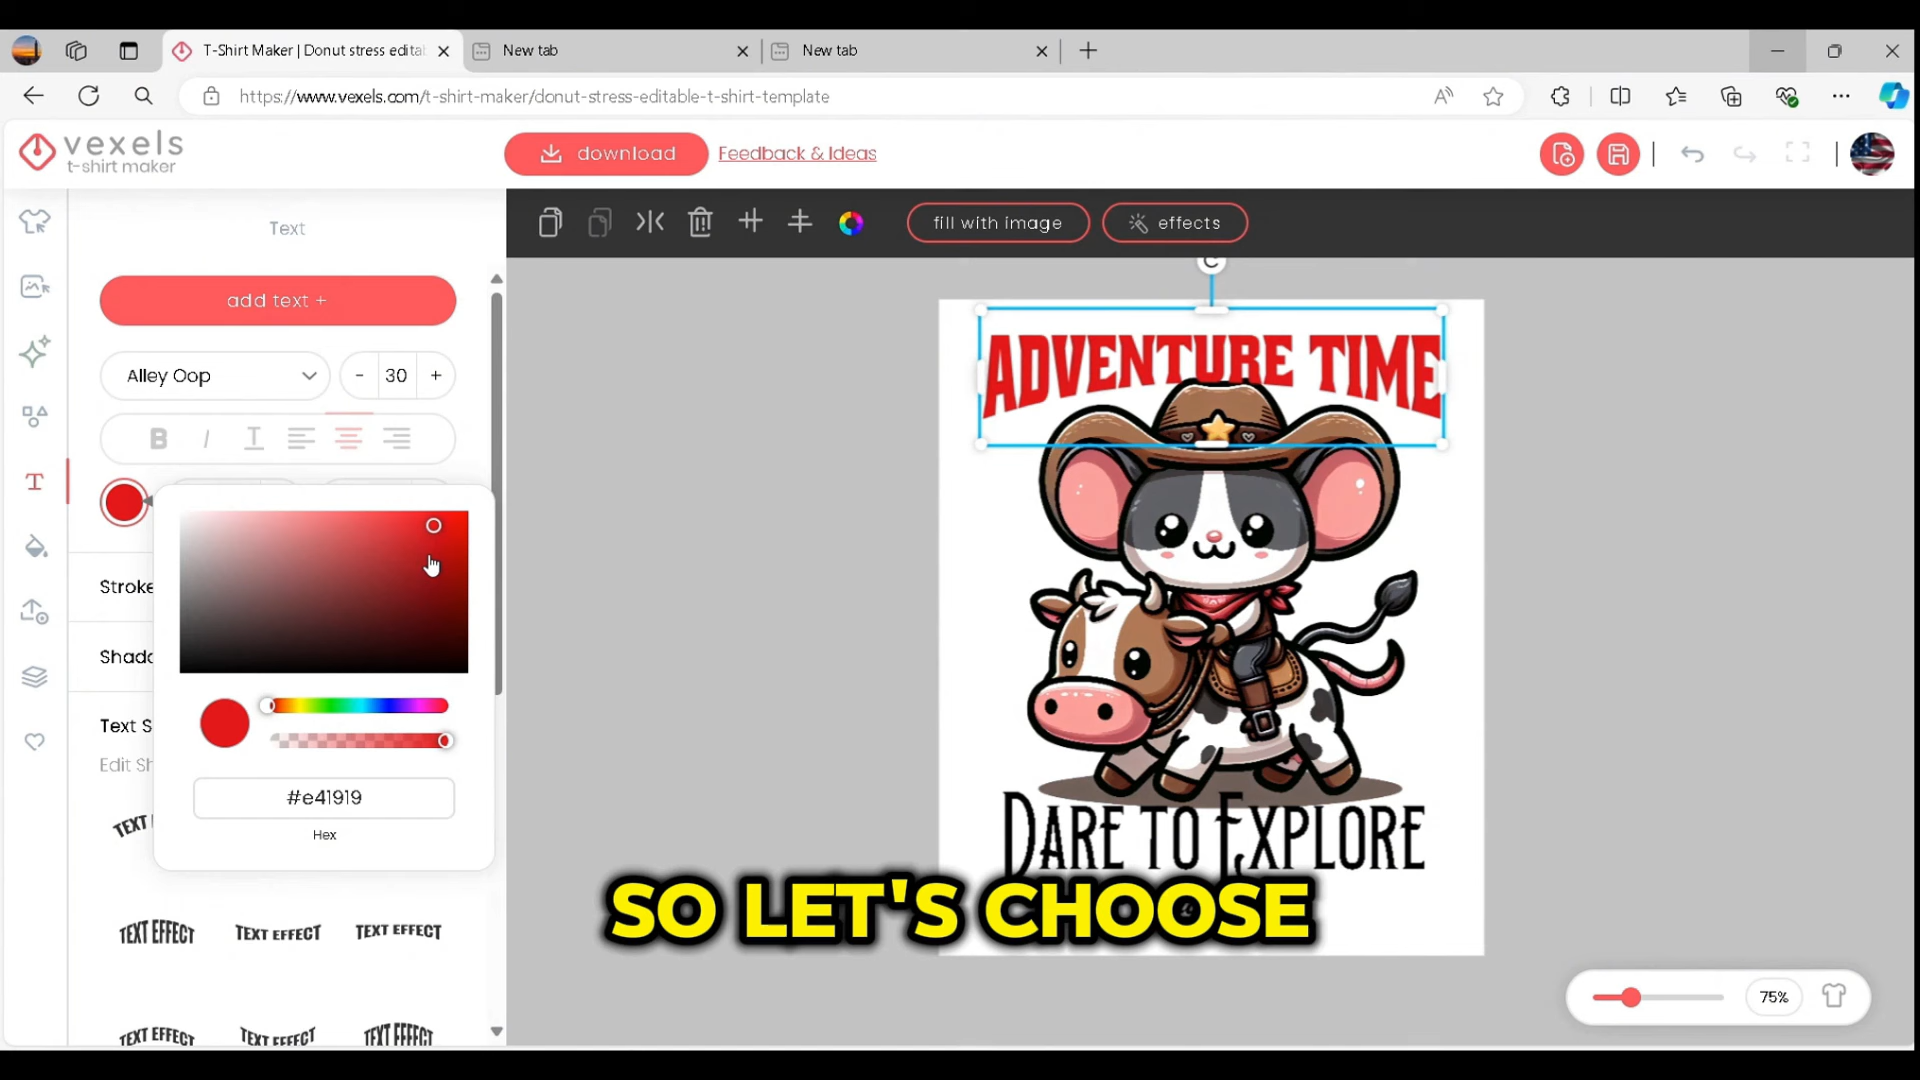 T-Shirt Maker | Donut stress edita
New tab
New tab
https://www.vexels.com/t-shirt-maker/donut-stress-editable-t-shirt-template
vexels
t-shirt maker
download
Feedback & Ideas
Text
fill with image
effects
add text +
Alley Oop
- 30 +
B I T
Stroke
Shado
Text S
Edit Sh
#e41919
Hex
TEXT
TEXT EFFECT TEXT EFFECT TEXT EFFECT
TEXT EFFECT TEXT EFFECT TEXT EFFECT
ADVENTURE TIME
DARE TO EXPLORE
SO LET'S CHOOSE
75%